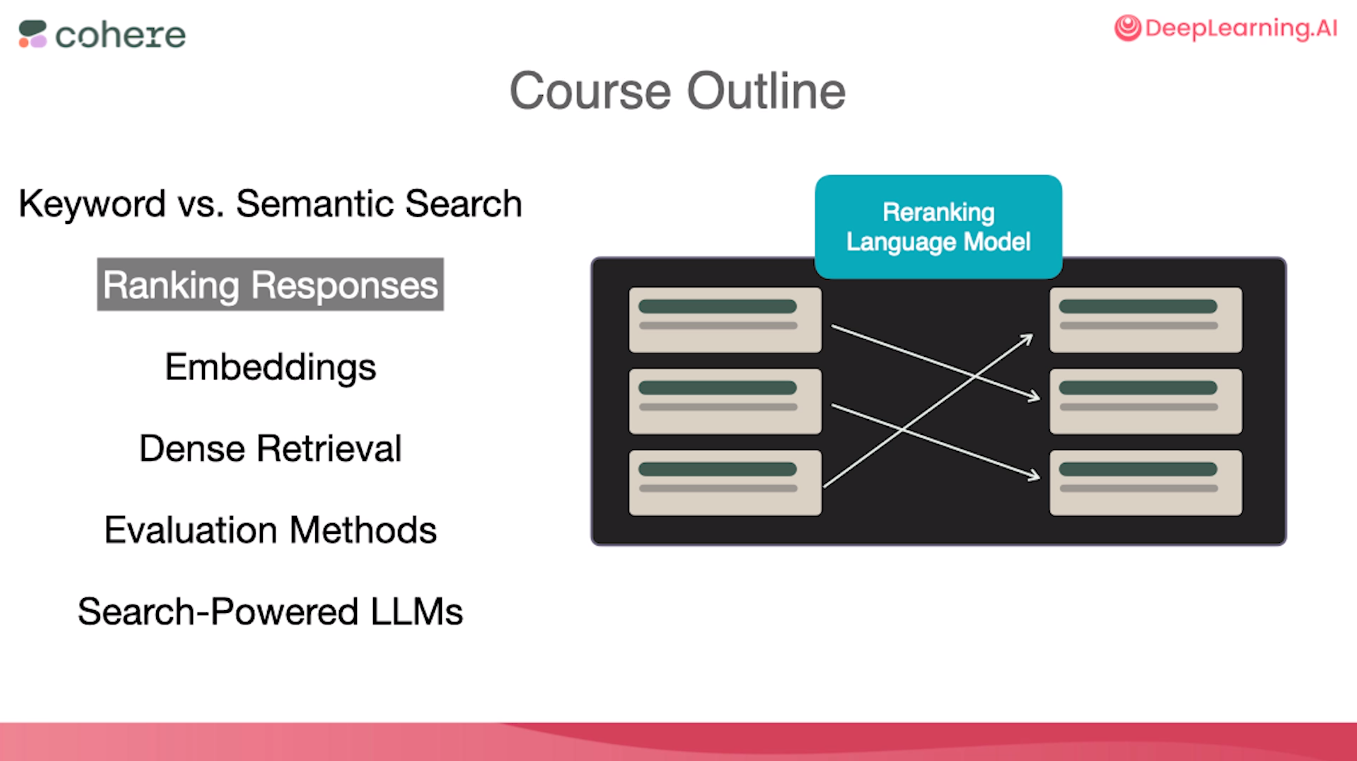 cohere
DeepLearning.AI
Course Outline
Keyword vs. Semantic Search
Ranking Responses
Embeddings
Dense Retrieval
Evaluation Methods
Search-Powered LLMs
Reranking
Language Model